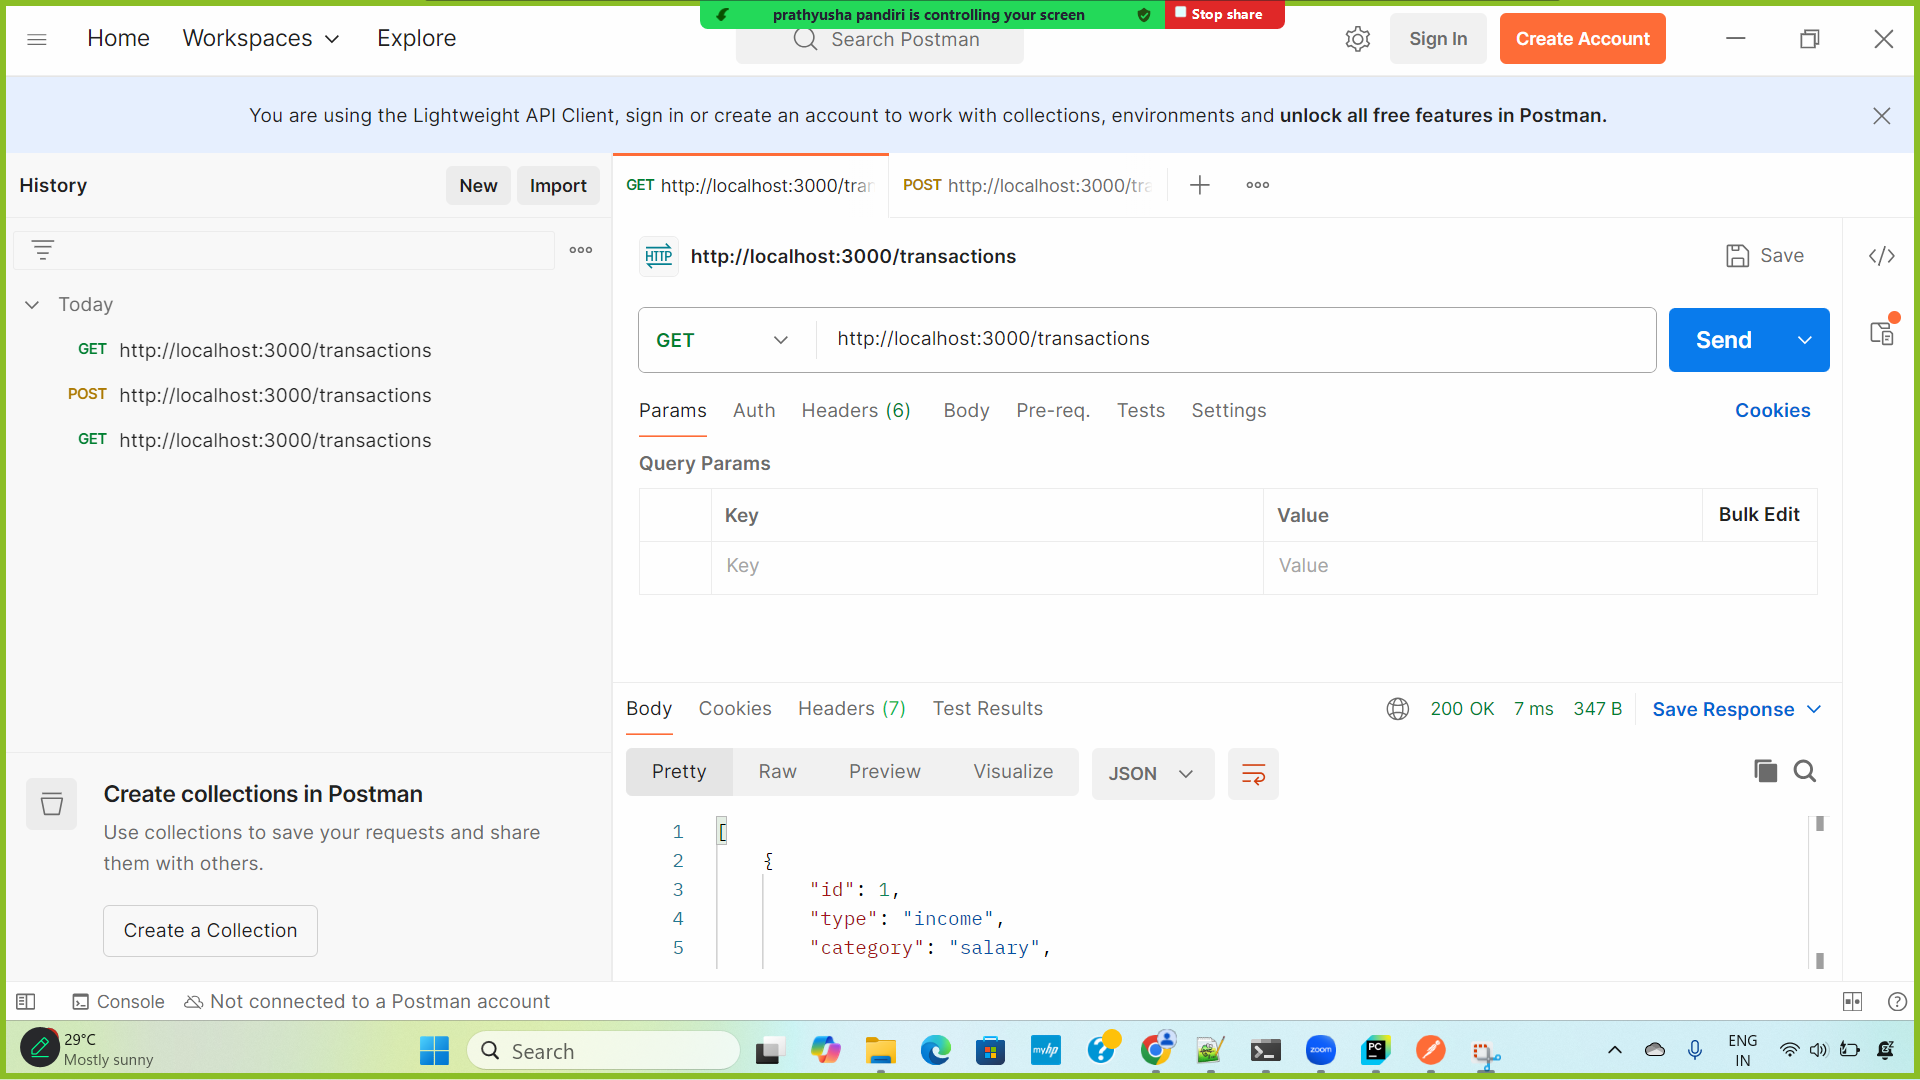 prathyusha pandiri is controlling your screen
Stop share
Home
Workspaces
Explore
Search Postman
Sign In
Create Account
You are using the Lightweight API Client, sign in or create an account to work with collections, environments and unlock all free features in Postman.
History
New
Import
GET http://localhost:3000/tran
POST http://localhost:3000/tra
HTTP
http://localhost:3000/transactions
Save
Today
GET http://localhost:3000/transactions
POST http://localhost:3000/transactions
GET http://localhost:3000/transactions
GET
http://localhost:3000/transactions
Send
Params
Auth
Headers (6)
Body
Pre-req.
Tests
Settings
Cookies
Query Params
Key
Value
Bulk Edit
Key
Value
Body
Cookies
Headers (7)
Test Results
200 OK
7 ms
347 B
Save Response
Pretty
Raw
Preview
Visualize
JSON
1 [
2 {
3 "id": 1,
4 "type": "income",
5 "category": "salary",
Create collections in Postman
Use collections to save your requests and share
them with others.
Create a Collection
Console
Not connected to a Postman account
29°C
Mostly sunny
Search
myhp
zoom
PC
ENG
IN